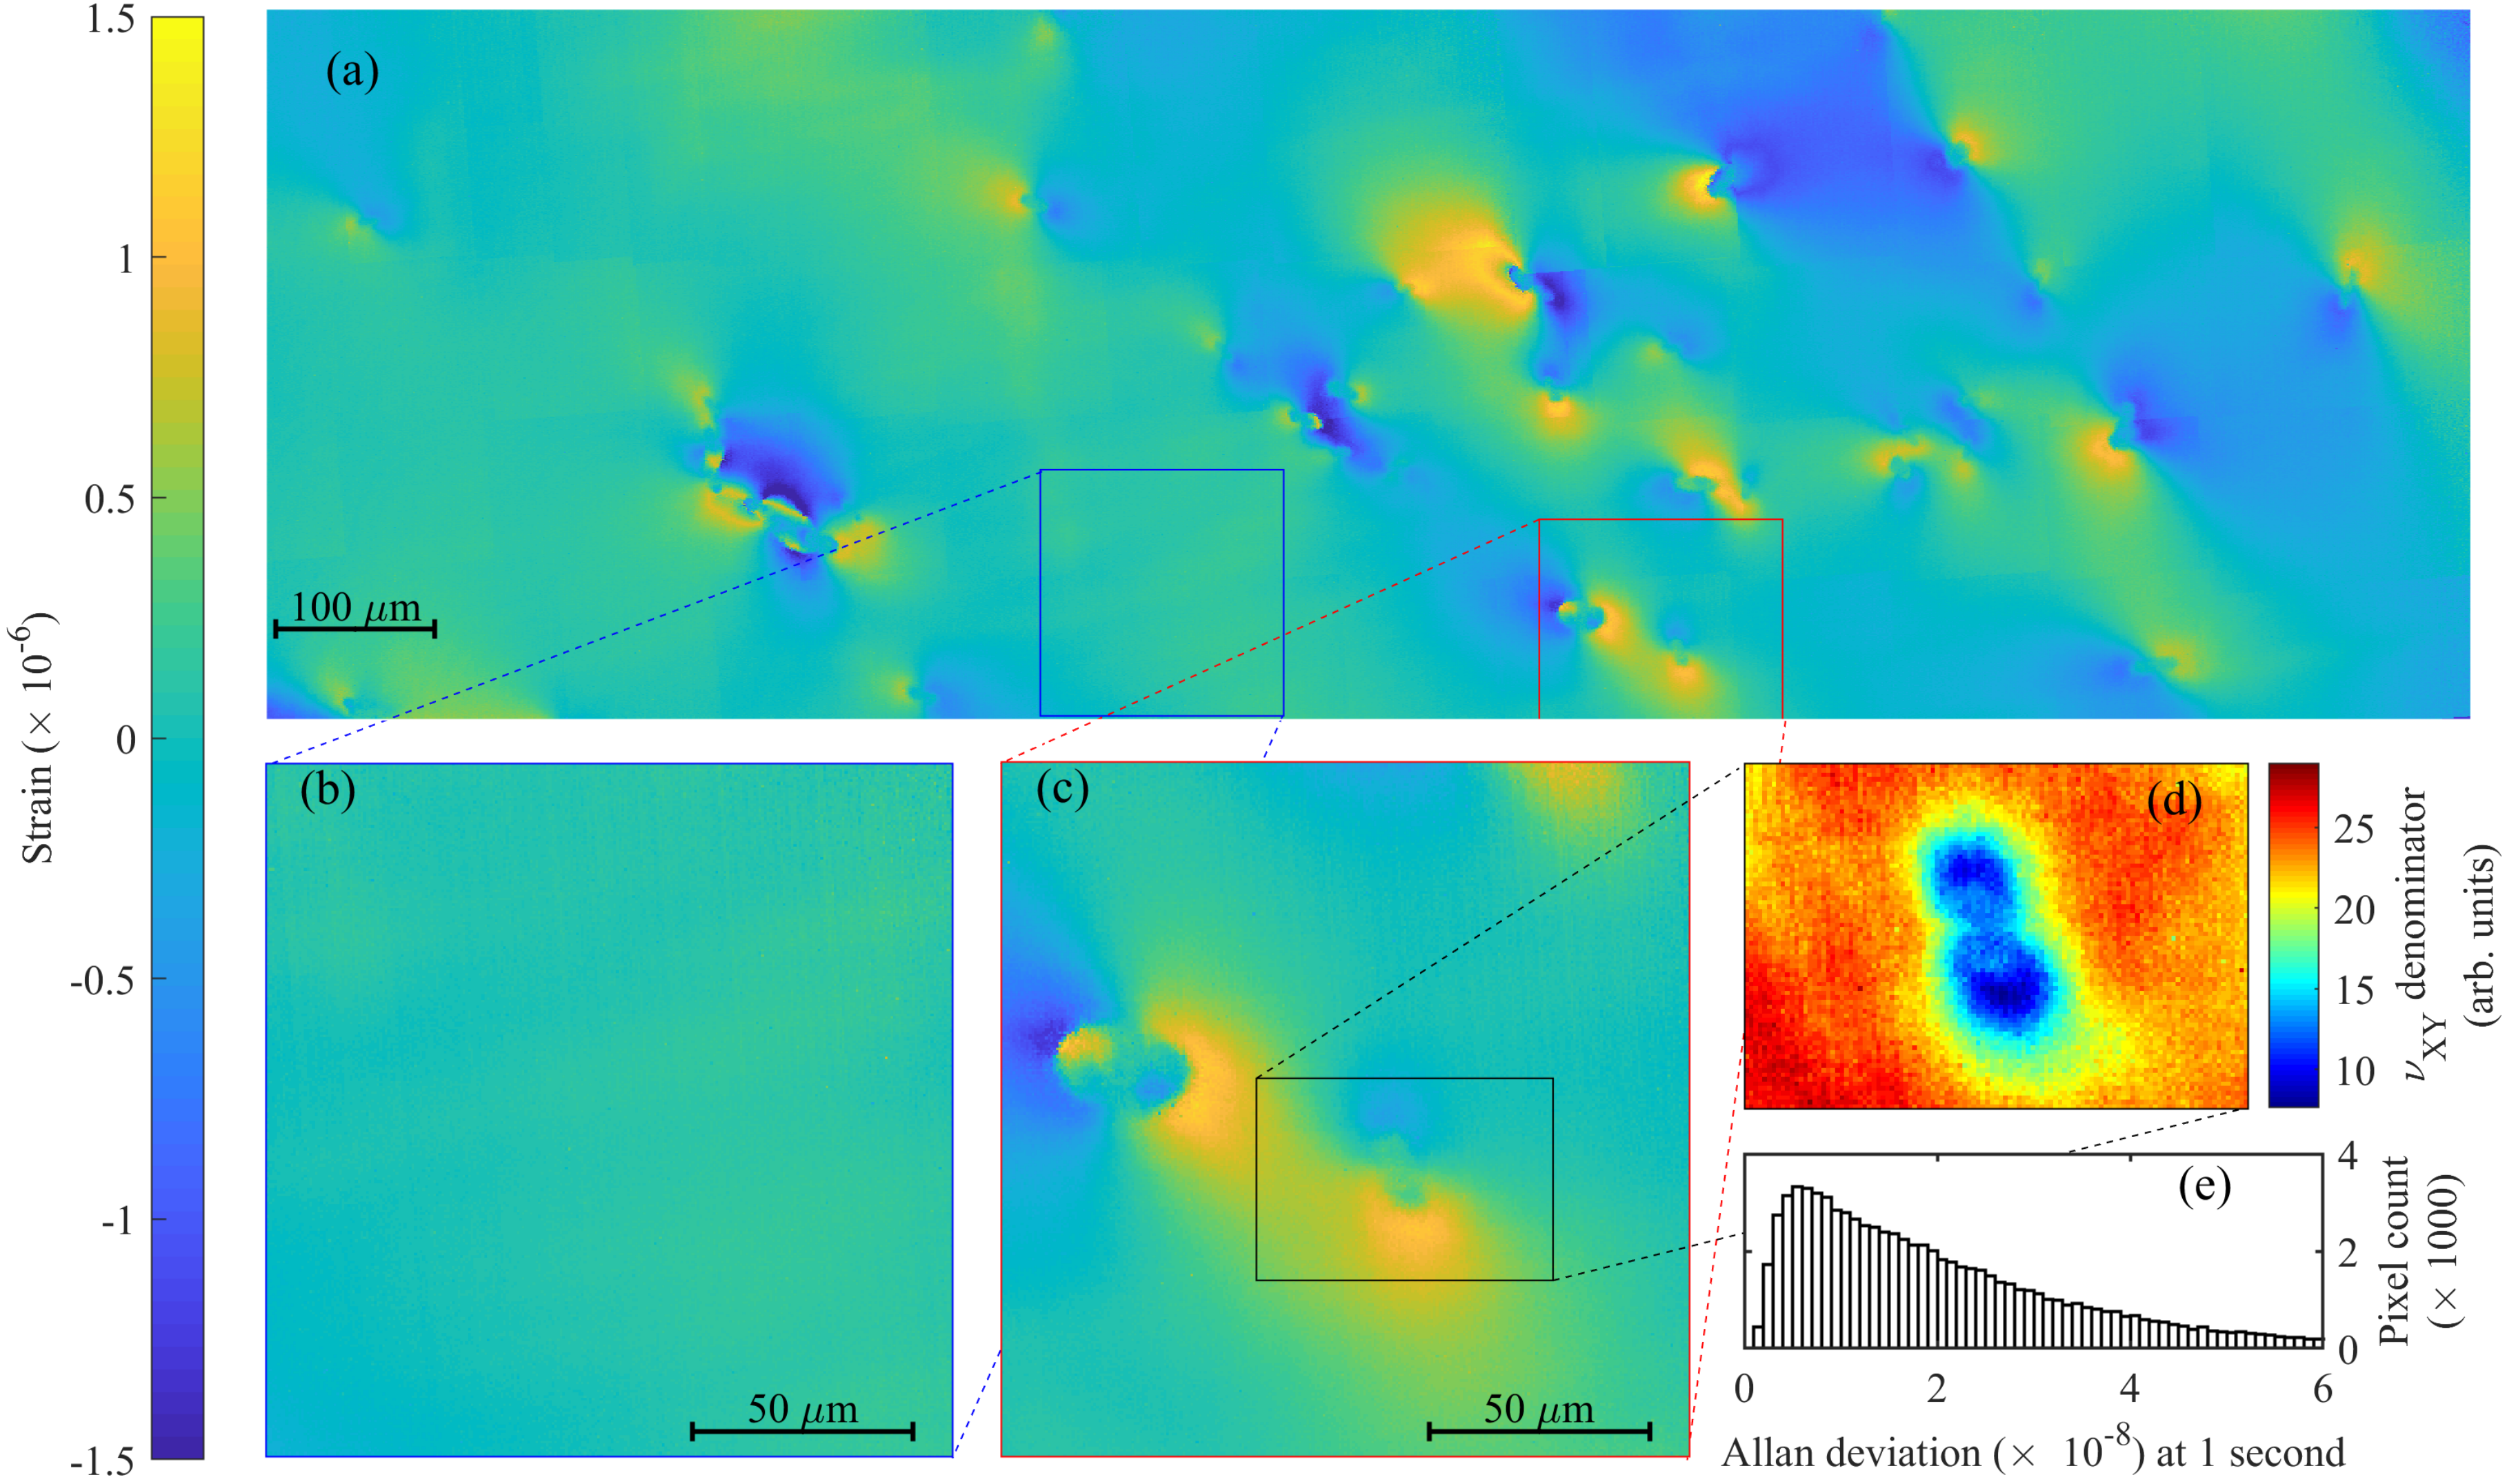 1.5
1
0.5
0
-0.5
-1
-1.5
Strain (× 10⁻⁶)
(a)
100 μm
(b)
50 μm
(c)
50 μm
(d)
25
20
15
10
ν_XY denominator
(arb. units)
(e)
4
2
0
Pixel count
(× 1000)
0 2 4 6
Allan deviation (× 10⁻⁸) at 1 second